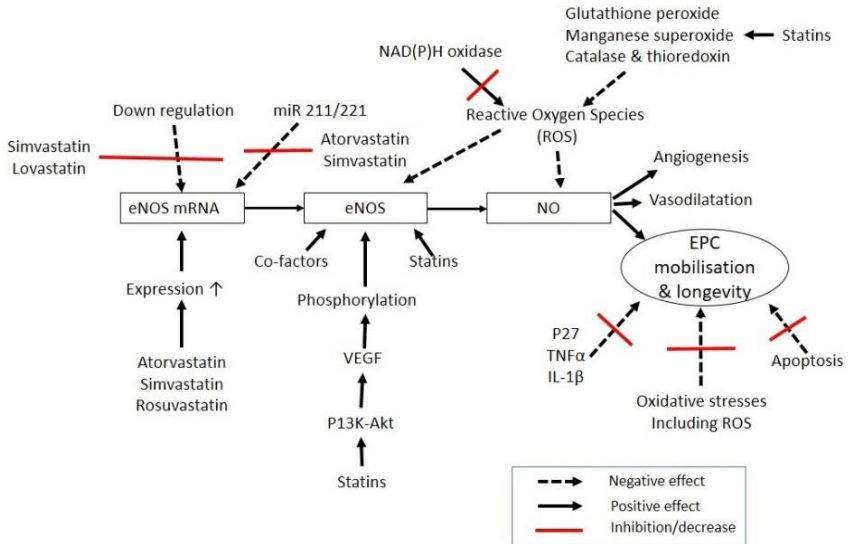 Glutathione peroxide
Manganese superoxide
Catalase & thioredoxin
Statins
NAD(P)H oxidase
Reactive Oxygen Species
(ROS)
Down regulation
miR 211/221
Simvastatin
Lovastatin
Atorvastatin
Simvastatin
Angiogenesis
Vasodilatation
eNOS mRNA
eNOS
NO
EPC
mobilisation
& longevity
Co-factors
Statins
Expression ↑
Phosphorylation
Atorvastatin
Simvastatin
Rosuvastatin
VEGF
P13K-Akt
Statins
P27
TNFα
IL-1β
Oxidative stresses
Including ROS
Apoptosis
Negative effect
Positive effect
Inhibition/decrease